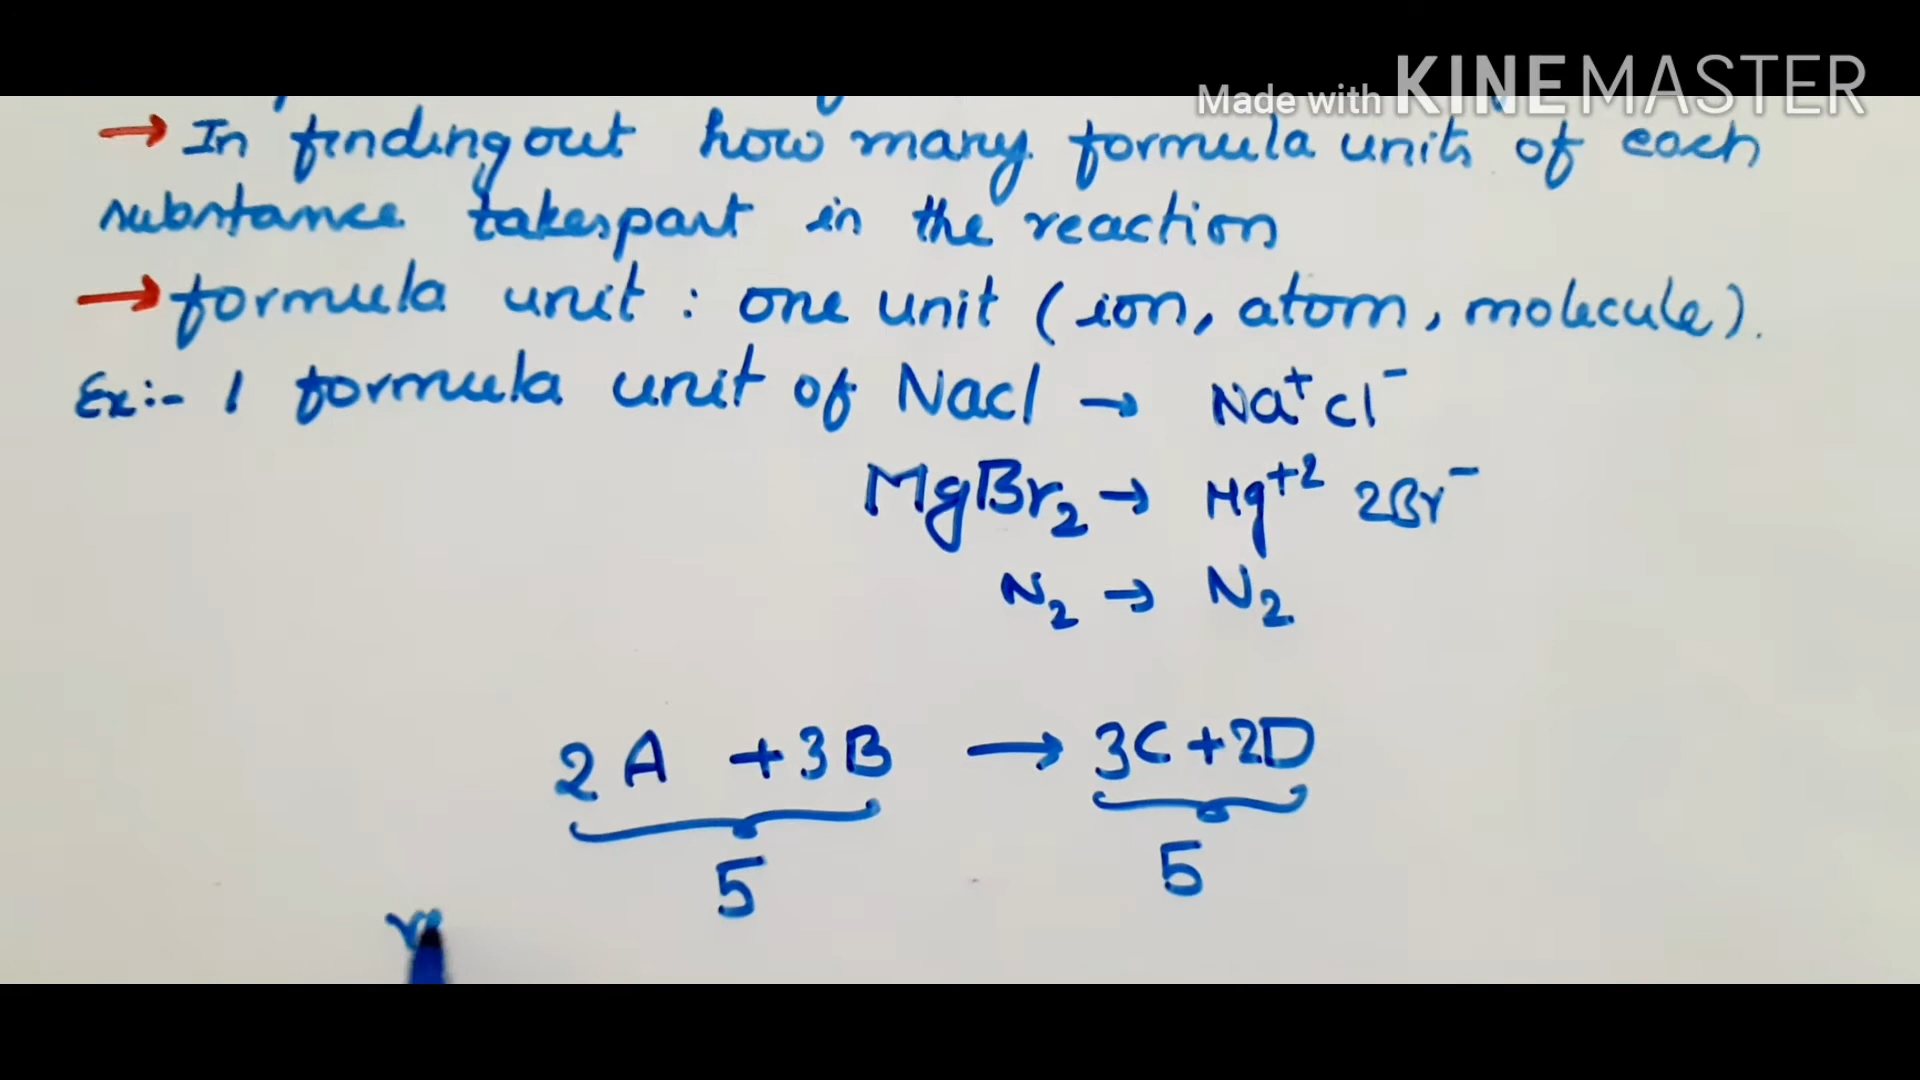 Made with KINEMASTER
→ In finding out how many formula units of each
substance takespart in the reaction
→ formula unit : one unit (ion, atom, molecule).
Ex:- 1 formula unit of Nacl → Na⁺ cl⁻
MgBr₂ → Mg⁺² 2Br⁻
N₂ → N₂
2A + 3B → 3C + 2D
5 5